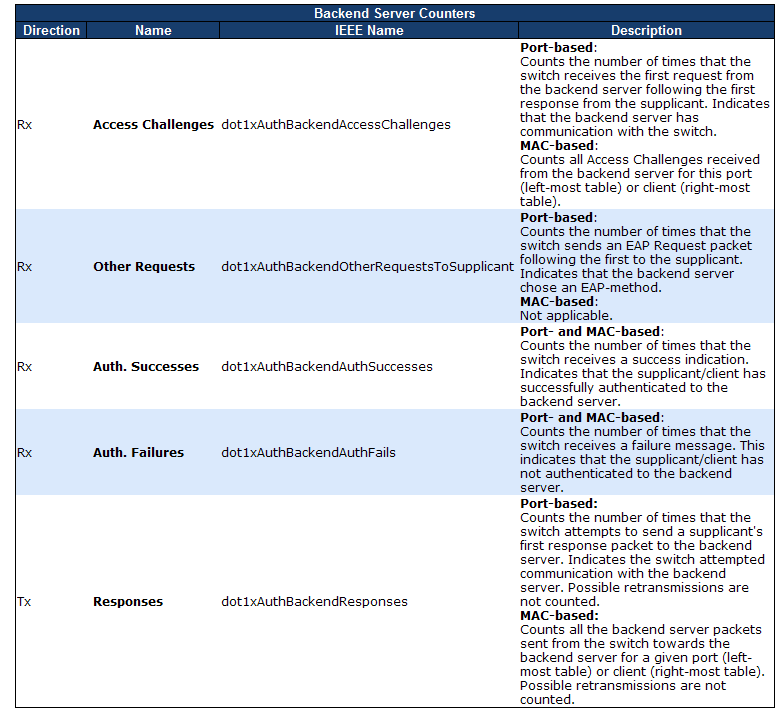 Backend Server Counters
Direction Name IEEE Name Description
Rx Access Challenges dot1xAuthBackendAccessChallenges
Port-based:
Counts the number of times that the
switch receives the first request from
the backend server following the first
response from the supplicant. Indicates
that the backend server has
communication with the switch.
MAC-based:
Counts all Access Challenges received
from the backend server for this port
(left-most table) or client (right-most
table).
Rx Other Requests dot1xAuthBackendOtherRequestsToSupplicant
Port-based:
Counts the number of times that the
switch sends an EAP Request packet
following the first to the supplicant.
Indicates that the backend server
chose an EAP-method.
MAC-based:
Not applicable.
Rx Auth. Successes dot1xAuthBackendAuthSuccesses
Port- and MAC-based:
Counts the number of times that the
switch receives a success indication.
Indicates that the supplicant/client has
successfully authenticated to the
backend server.
Rx Auth. Failures dot1xAuthBackendAuthFails
Port- and MAC-based:
Counts the number of times that the
switch receives a failure message. This
indicates that the supplicant/client has
not authenticated to the backend
server.
Tx Responses dot1xAuthBackendResponses
Port-based:
Counts the number of times that the
switch attempts to send a supplicant's
first response packet to the backend
server. Indicates the switch attempted
communication with the backend
server. Possible retransmissions are
not counted.
MAC-based:
Counts all the backend server packets
sent from the switch towards the
backend server for a given port (left-
most table) or client (right-most table).
Possible retransmissions are not
counted.